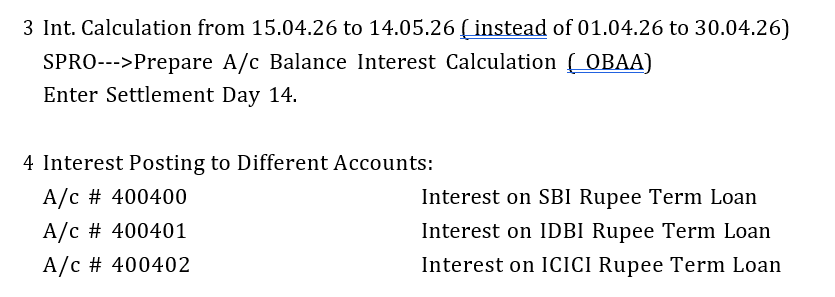 3 Int. Calculation from 15.04.26 to 14.05.26 ( instead of 01.04.26 to 30.04.26)
SPRO--->Prepare A/c Balance Interest Calculation ( OBAA)
Enter Settlement Day 14.
4 Interest Posting to Different Accounts:
A/c # 400400 Interest on SBI Rupee Term Loan
A/c # 400401 Interest on IDBI Rupee Term Loan
A/c # 400402 Interest on ICICI Rupee Term Loan